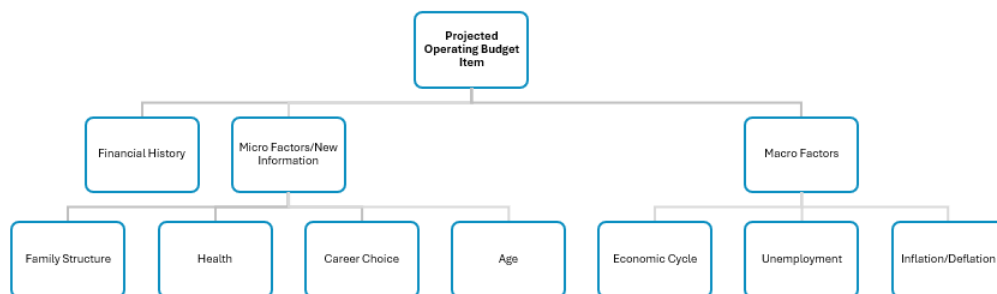 Projected
Operating Budget
Item
Financial History
Micro Factors/New
Information
Macro Factors
Family Structure
Health
Career Choice
Age
Economic Cycle
Unemployment
Inflation/Deflation